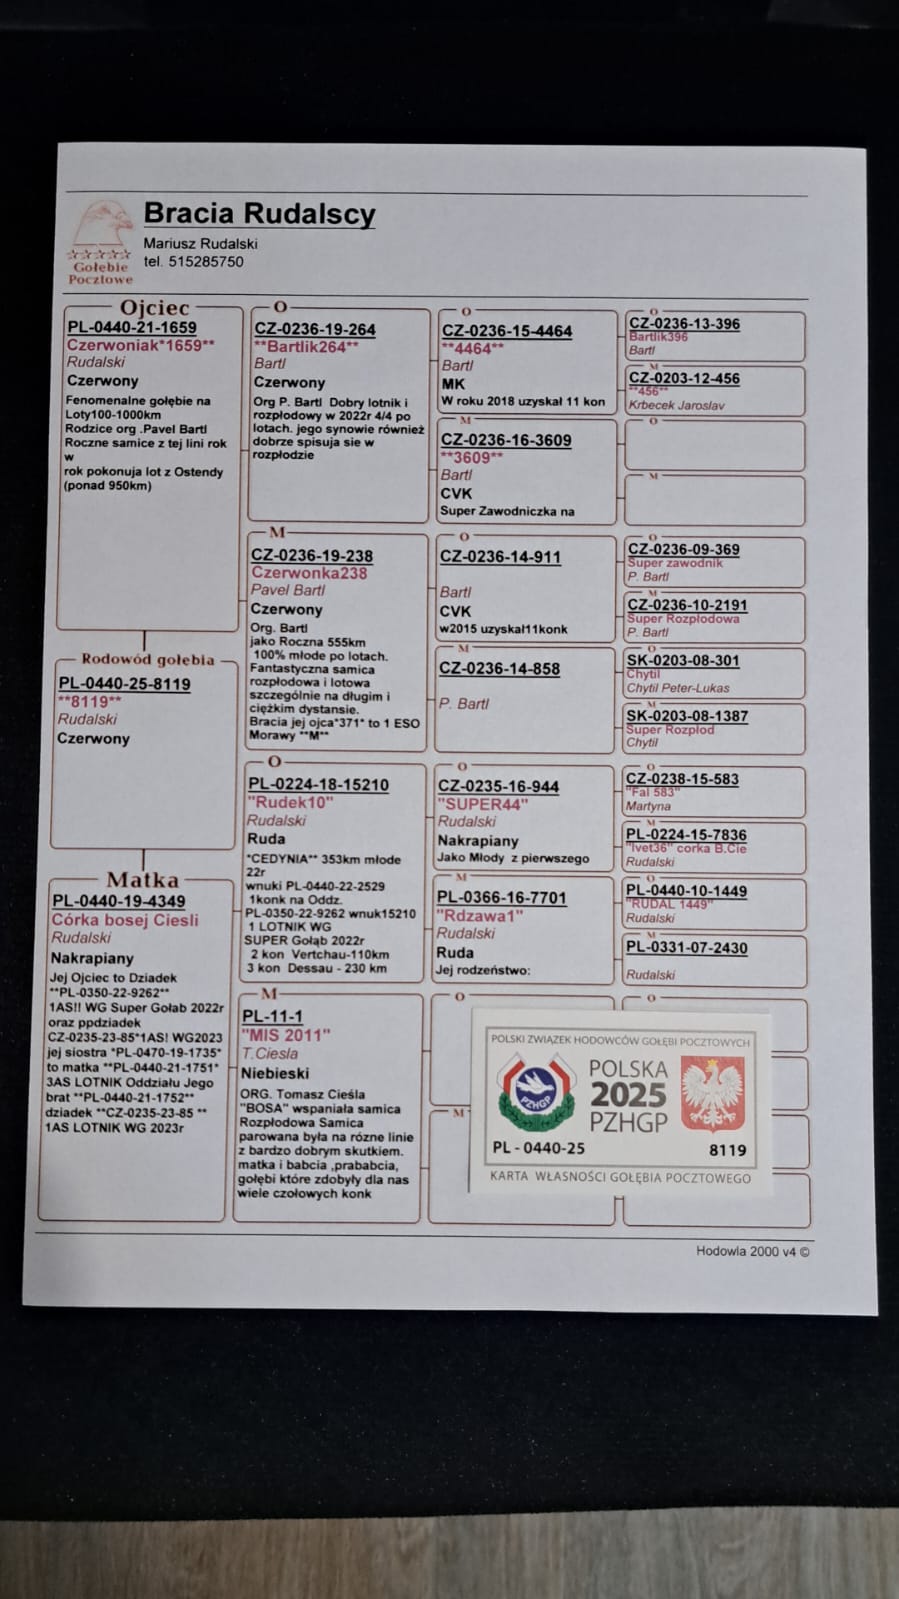 Bracia Rudalscy
Mariusz Rudalski
tel. 515285750
Gołebie
Pocztowe
Ojciec
PL-0440-21-1659
Czerwoniak*1659**
Rudalski
Czerwony
Fenomenalne gołębie na
Loty100-1000km
Rodzice org .Pavel Bartl
Roczne samice z tej lini rok
w
rok pokonuja lot z Ostendy
(ponad 950km)
Rodowód gołebia
PL-0440-25-8119
**8119**
Rudalski
Czerwony
Matka
PL-0440-19-4349
Córka bosej Ciesli
Rudalski
Nakrapiany
Jej Ojciec to Dziadek
**PL-0350-22-9262**
1AS!! WG Super Gołab 2022r
oraz ppdziadek
CZ-0235-23-85*1AS! WG2023
jej siostra *PL-0470-19-1735*
to matka **PL-0440-21-1751*
3AS LOTNIK Oddziału Jego
brat **PL-0440-21-1752**
dziadek **CZ-0235-23-85 **
1AS LOTNIK WG 2023r
O
CZ-0236-19-264
**Bartlik264**
Bartl
Czerwony
Org P. Bartl Dobry lotnik i
rozpłodowy w 2022r 4/4 po
lotach. jego synowie również
dobrze spisuja sie w
rozpłodzie
M
CZ-0236-19-238
Czerwonka238
Pavel Bartl
Czerwony
Org. Bartl
jako Roczna 555km
100% młode po lotach.
Fantastyczna samica
rozpłodowa i lotowa
szczególnie na długim i
ciężkim dystansie.
Bracia jej ojca*371* to 1 ESO
Morawy **M**
O
PL-0224-18-15210
"Rudek10"
Rudalski
Ruda
*CEDYNIA** 353km młode
22r
wnuki PL-0440-22-2529
1konk na Oddz.
PL-0350-22-9262 wnuk15210
1 LOTNIK WG
SUPER Gołąb 2022r
2 kon Vertchau-110km
3 kon Dessau - 230 km
M
PL-11-1
"MIS 2011"
T.Ciesla
Niebieski
ORG. Tomasz Cieśla
"BOSA" wspaniała samica
Rozpłodowa Samica
parowana była na rózne linie
z bardzo dobrym skutkiem.
matka i babcia ,prababcia,
gołębi które zdobyły dla nas
wiele czołowych konk
O
CZ-0236-15-4464
**4464**
Bartl
MK
W roku 2018 uzyskał 11 kon
M
CZ-0236-16-3609
**3609**
Bartl
CVK
Super Zawodniczka na
O
CZ-0236-14-911
Bartl
CVK
w2015 uzyskał11konk
M
CZ-0236-14-858
P. Bartl
O
CZ-0235-16-944
"SUPER44"
Rudalski
Nakrapiany
Jako Młody z pierwszego
M
PL-0366-16-7701
"Rdzawa1"
Rudalski
Ruda
Jej rodzeństwo:
O
M
O
CZ-0236-13-396
Bartlik396
Bartl
M
CZ-0203-12-456
**456**
Krbecek Jaroslav
O
M
O
CZ-0236-09-369
Super zawodnik
P. Bartl
M
CZ-0236-10-2191
Super Rozpłodowa
P. Bartl
O
SK-0203-08-301
Chytil
Chytil Peter-Lukas
M
SK-0203-08-1387
Super Rozpłod
Chytil
O
CZ-0238-15-583
"Fal 583"
Martyna
M
PL-0224-15-7836
"Ivet36" corka B.Cie
Rudalski
O
PL-0440-10-1449
"RUDAL 1449"
Rudalski
M
PL-0331-07-2430
Rudalski
O
POLSKI ZWIĄZEK HODOWCÓW GOŁĘBI POCZTOWYCH
PZHGP
POLSKA
2025
PZHGP
PL - 0440-25
8119
KARTA WŁASNOŚCI GOŁĘBIA POCZTOWEGO
Hodowla 2000 v4 ©